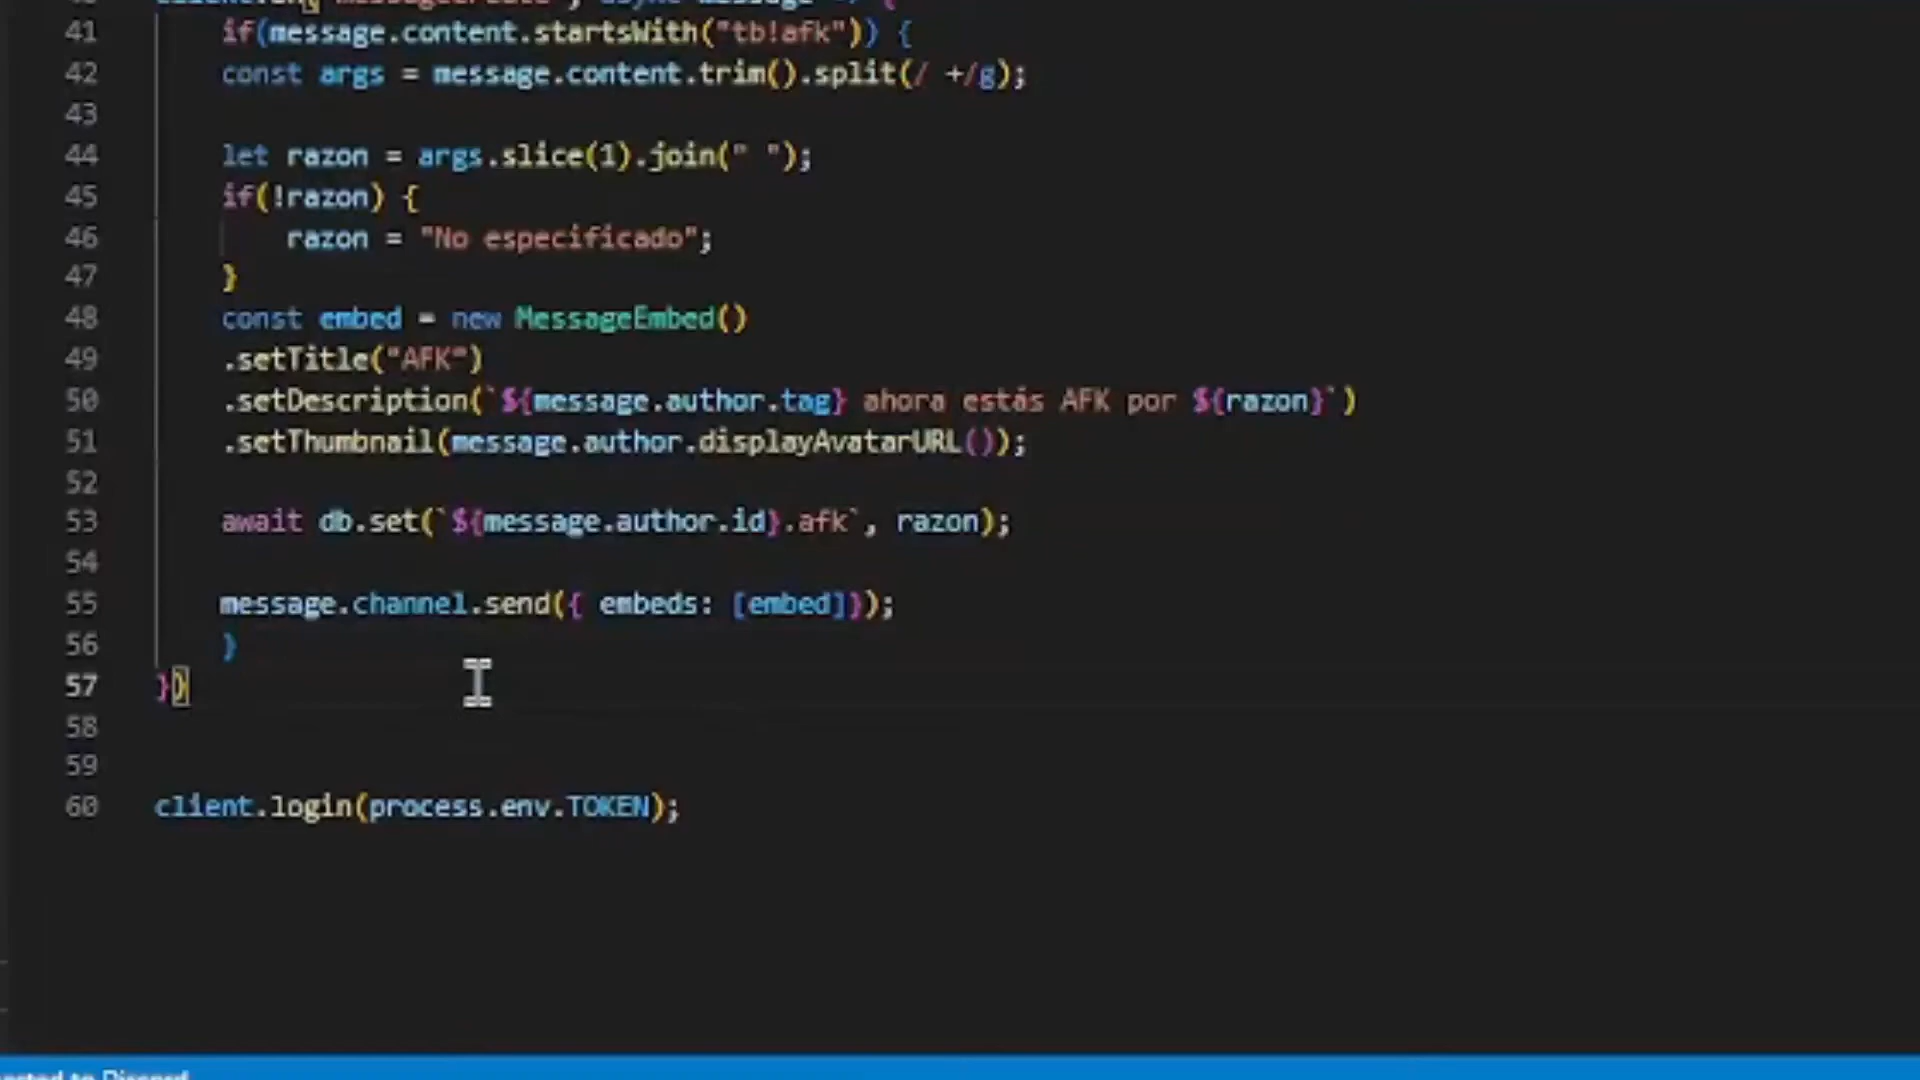 41 if(message.content.startsWith("tb!afk")) {
42 const args = message.content.trim().split(/ +/g);
43
44 let razon = args.slice(1).join(" ");
45 if(!razon) {
46 razon = "No especificado";
47 }
48 const embed = new MessageEmbed()
49 .setTitle("AFK")
50 .setDescription(`${message.author.tag} ahora estás AFK por ${razon}`)
51 .setThumbnail(message.author.displayAvatarURL());
52
53 await db.set(`${message.author.id}.afk`, razon);
54
55 message.channel.send({ embeds: [embed]});
56 }
57 })
58
59
60 client.login(process.env.TOKEN);
to Discord